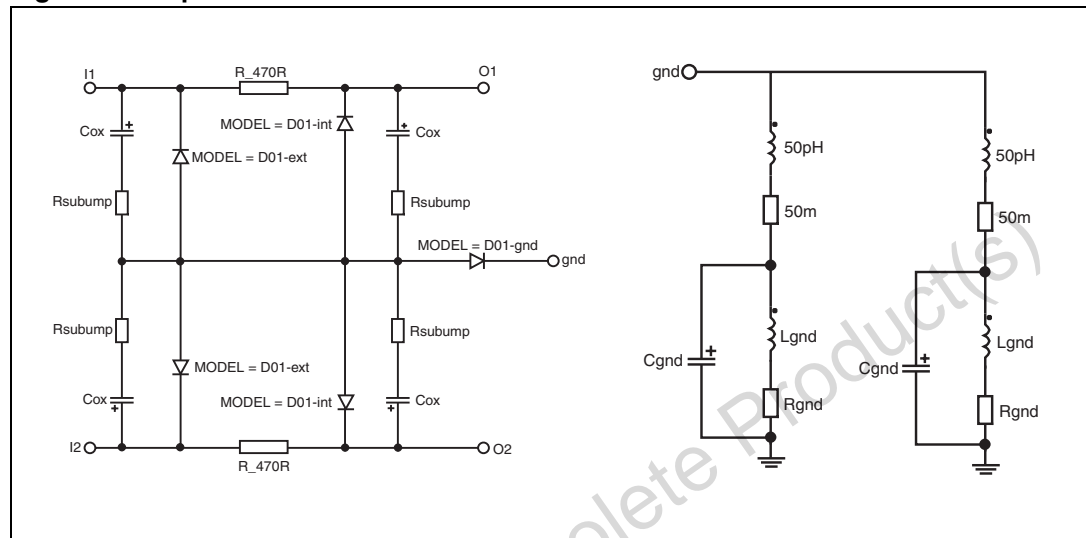 I1
R_470R
O1
Cox
MODEL = D01-int
Cox
MODEL = D01-ext
Rsubump
Rsubump
MODEL = D01-gnd
gnd
Rsubump
Rsubump
MODEL = D01-ext
Cox
MODEL = D01-int
Cox
I2
R_470R
O2
gnd
50pH
50pH
50m
50m
Lgnd
Lgnd
Cgnd
Cgnd
Rgnd
Rgnd
Product(s)